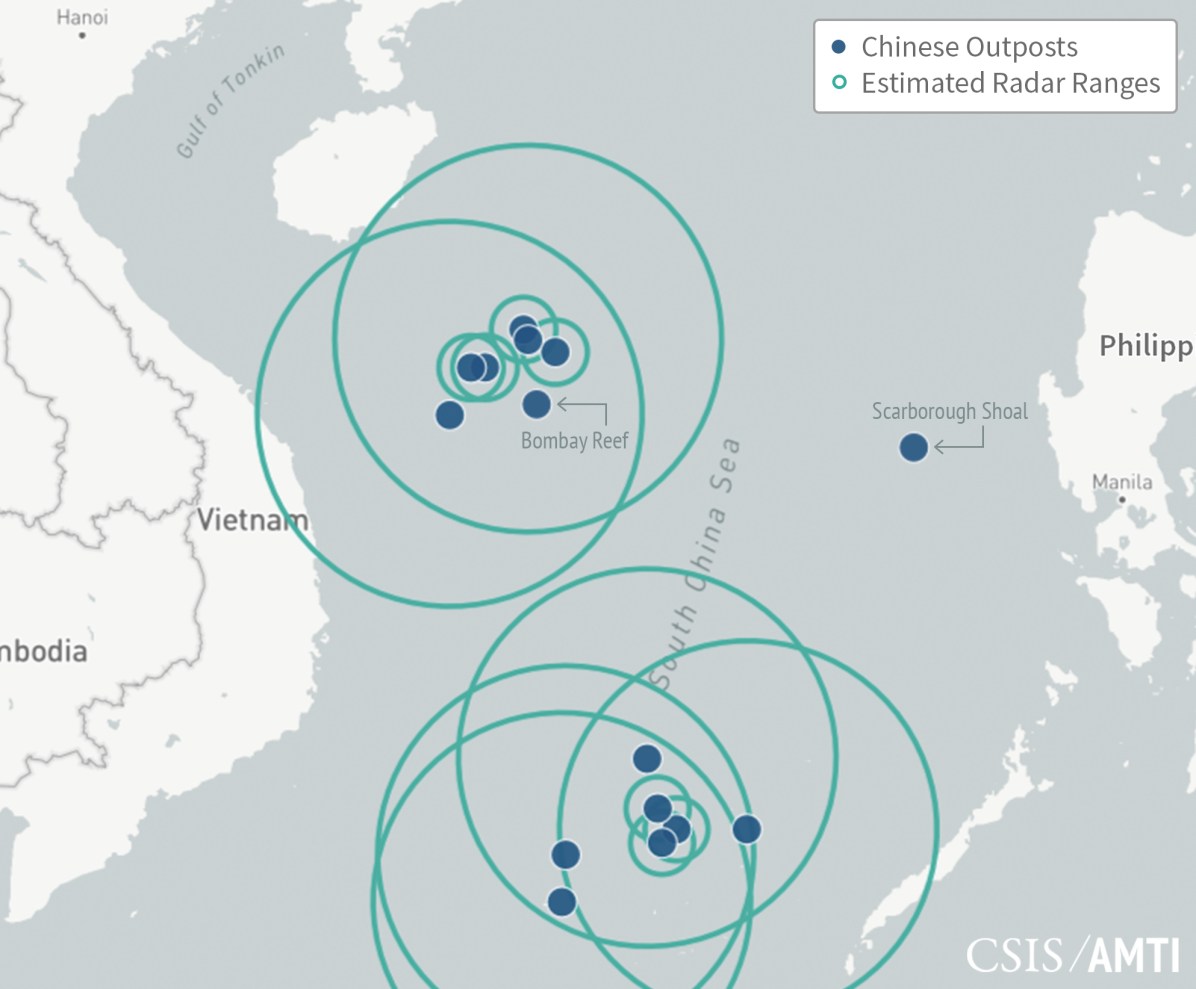 Hanoi
Gulf of Tonkin
Chinese Outposts
Estimated Radar Ranges
Philipp
Scarborough Shoal
Bombay Reef
South China Sea
Manila
Vietnam
mbodia
CSIS/AMTI